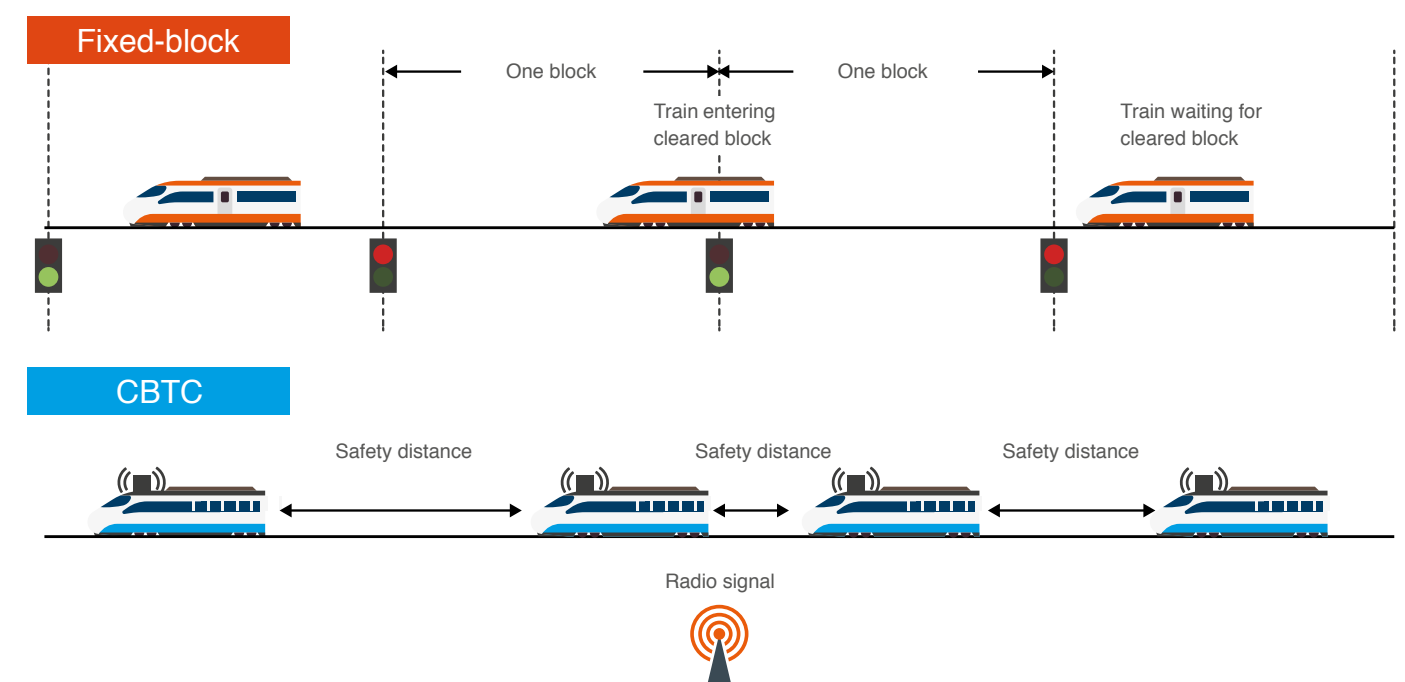 Fixed-block
One block
One block
Train entering
cleared block
Train waiting for
cleared block
CBTC
Safety distance
Safety distance
Safety distance
Radio signal